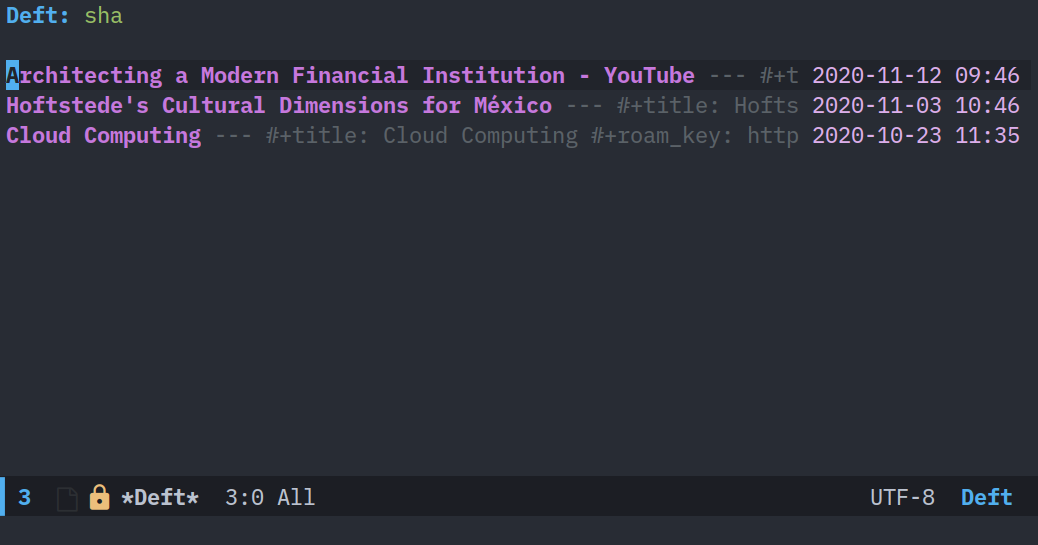 Deft: sha
Architecting a Modern Financial Institution - YouTube --- #+t 2020-11-12 09:46
Hoftstede's Cultural Dimensions for México --- #+title: Hofts 2020-11-03 10:46
Cloud Computing --- #+title: Cloud Computing #+roam_key: http 2020-10-23 11:35
3 *Deft* 3:0 All UTF-8 Deft